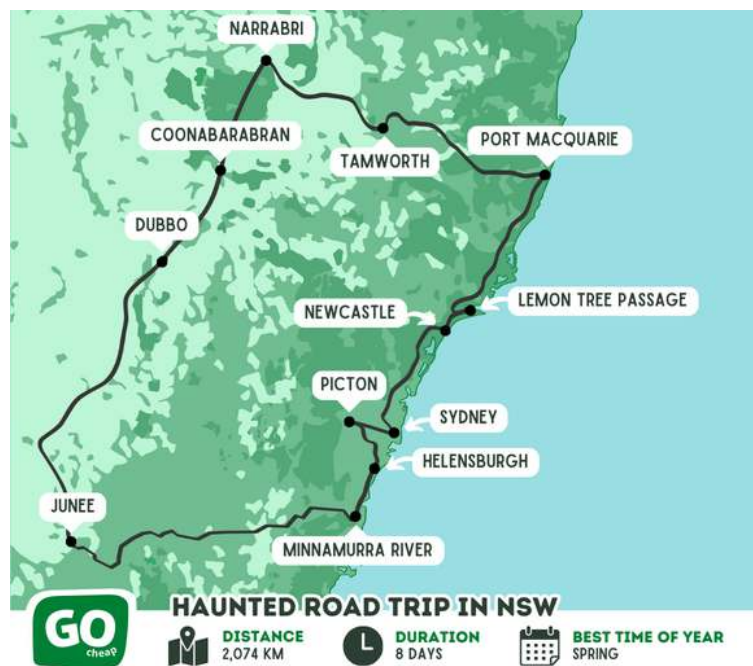 NARRABRI
COONABARABRAN
TAMWORTH
PORT MACQUARIE
DUBBO
NEWCASTLE
LEMON TREE PASSAGE
PICTON
SYDNEY
HELENSBURGH
JUNEE
MINNAMURRA RIVER
GO
cheap
HAUNTED ROAD TRIP IN NSW
DISTANCE
2,074 KM
DURATION
8 DAYS
BEST TIME OF YEAR
SPRING